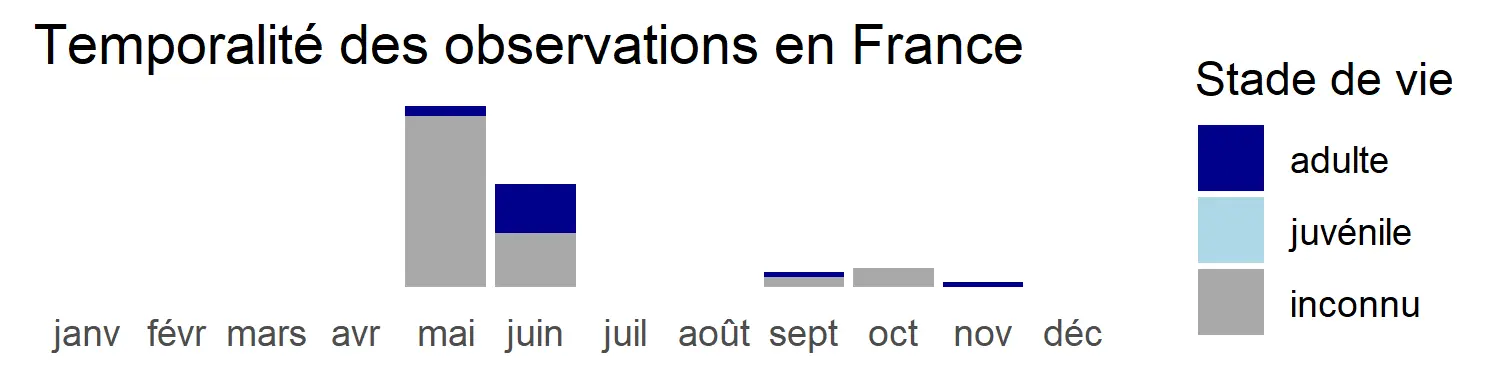 Temporalité des observations en France
Stade de vie
adulte
juvénile
inconnu
janv févr mars avr mai juin juil août sept oct nov déc